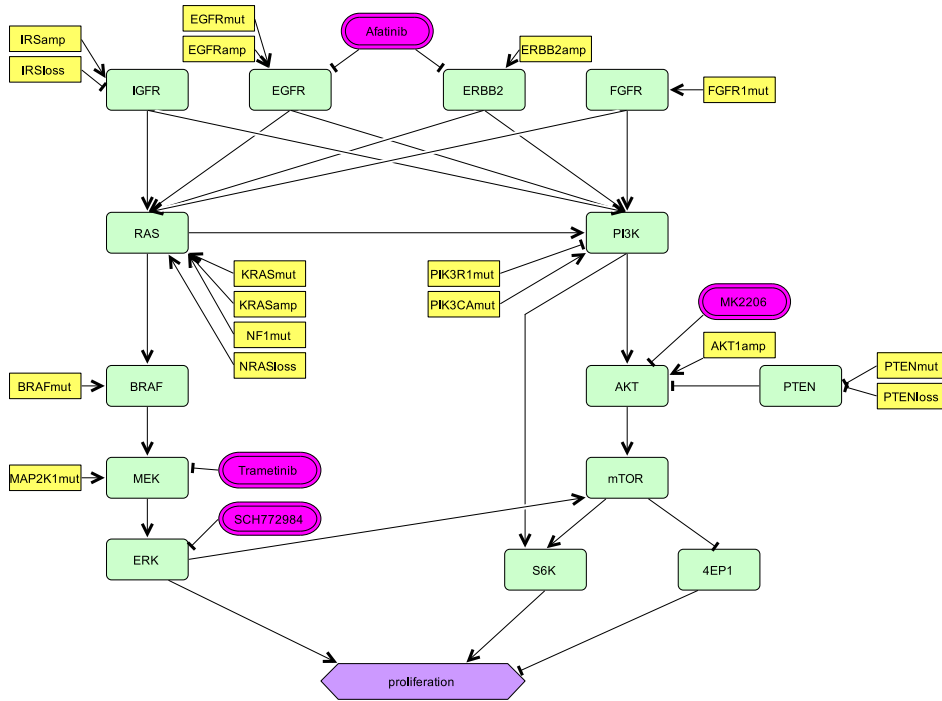 EGFRmut
Afatinib
IRSamp
EGFRamp
ERBB2amp
IRSloss
IGFR
EGFR
ERBB2
FGFR
FGFR1mut
RAS
PI3K
KRASmut
PIK3R1mut
KRASamp
PIK3CAmut
MK2206
NF1mut
AKT1amp
NRASloss
PTENmut
BRAFmut
BRAF
AKT
PTEN
PTENloss
MAP2K1mut
MEK
Trametinib
mTOR
SCH772984
ERK
S6K
4EP1
proliferation